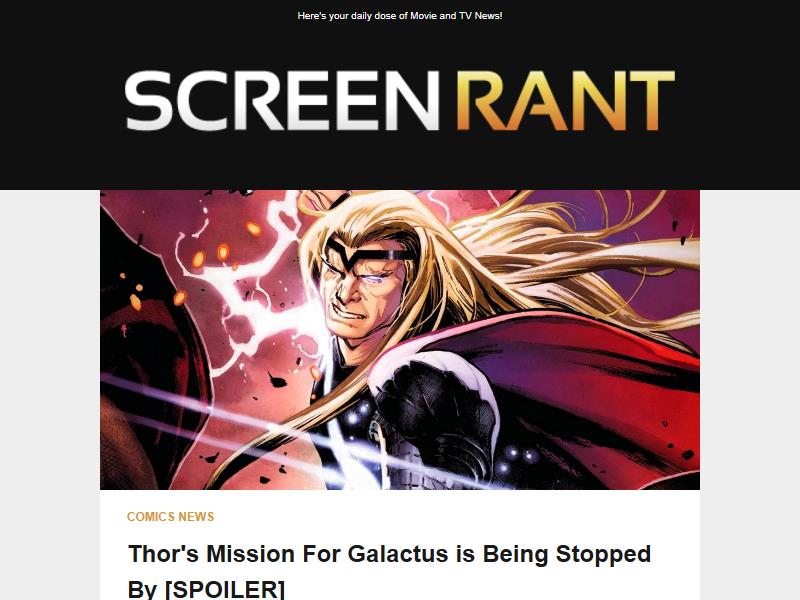 Here's your daily dose of Movie and TV News!
SCREEN RANT
COMICS NEWS
Thor's Mission For Galactus is Being Stopped
By [SPOILER]